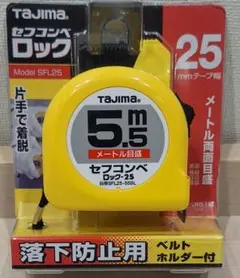 TAJIMA
セフコンベ
ロック
Model SFL25
25
mmテープ幅
片手で着脱
メートル両面目盛
TAJIMA
5.5m
メートル目盛
セフコンベ
ロック-25
落下防止用
ベルト
ホルダー付